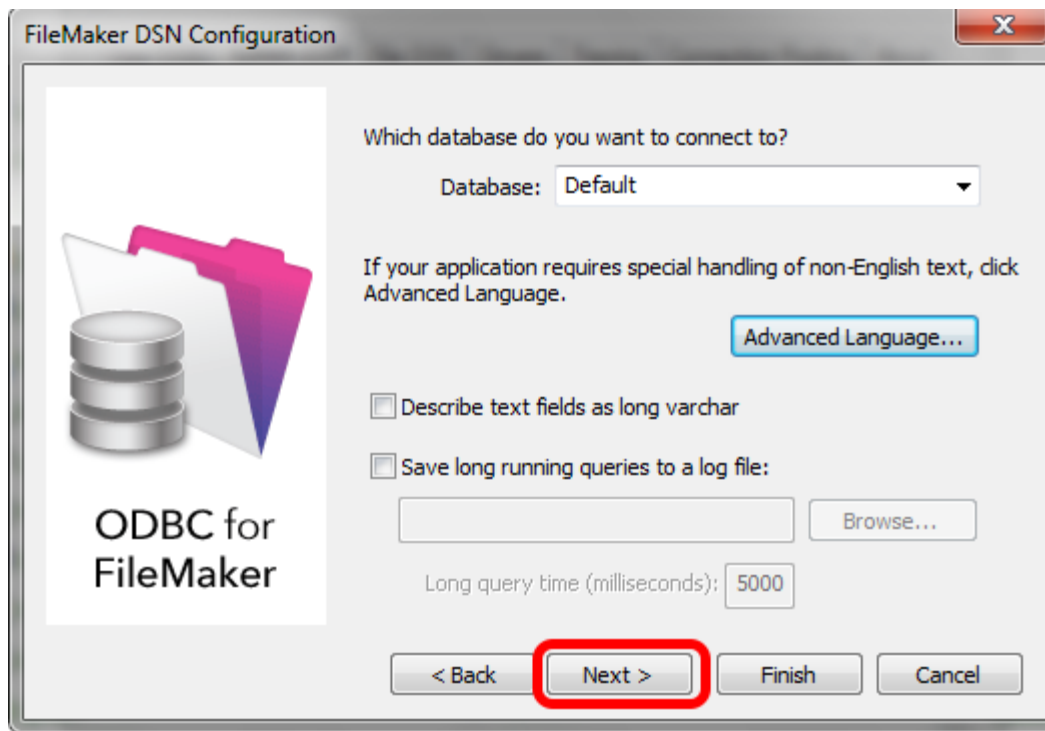 FileMaker DSN Configuration
Which database do you want to connect to?
Database: Default
If your application requires special handling of non-English text, click
Advanced Language.
Advanced Language...
Describe text fields as long varchar
Save long running queries to a log file:
Browse...
Long query time (milliseconds): 5000
ODBC for
FileMaker
< Back Next > Finish Cancel